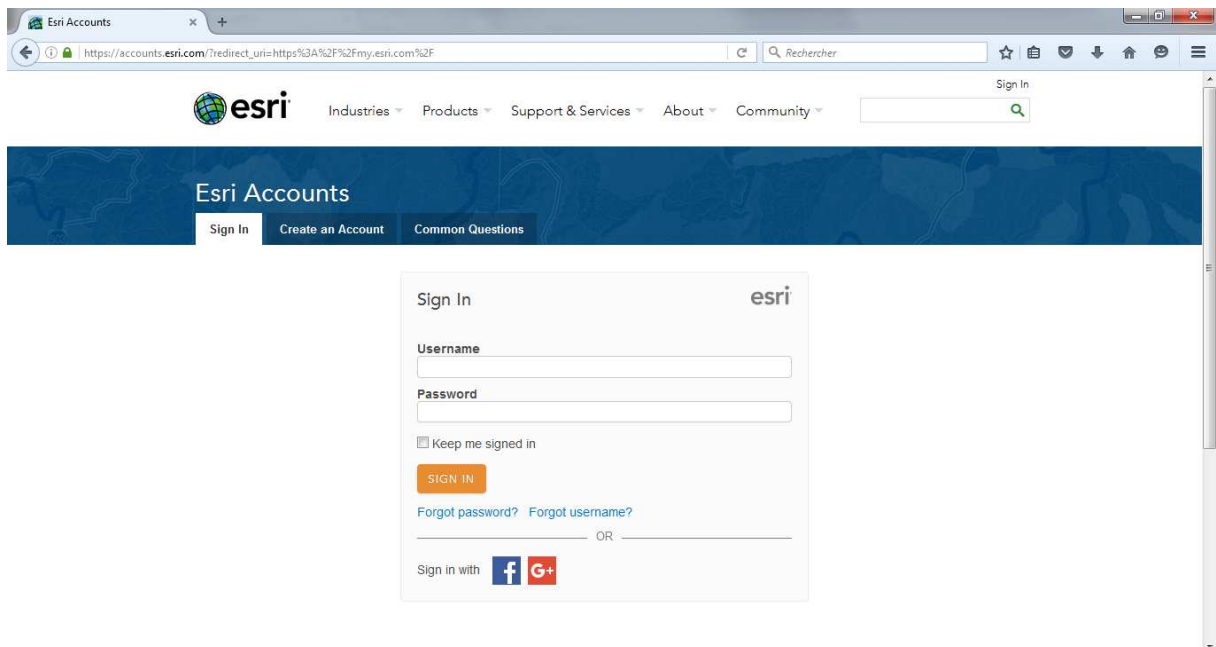 Esri Accounts
https://accounts.esri.com/?redirect_uri=https%3A%2F%2Fmy.esri.com%2F
Rechercher
Sign In
esri
Industries Products Support & Services About Community
Esri Accounts
Sign In Create an Account Common Questions
Sign In esri
Username
Password
Keep me signed in
SIGN IN
Forgot password? Forgot username?
OR
Sign in with f G+